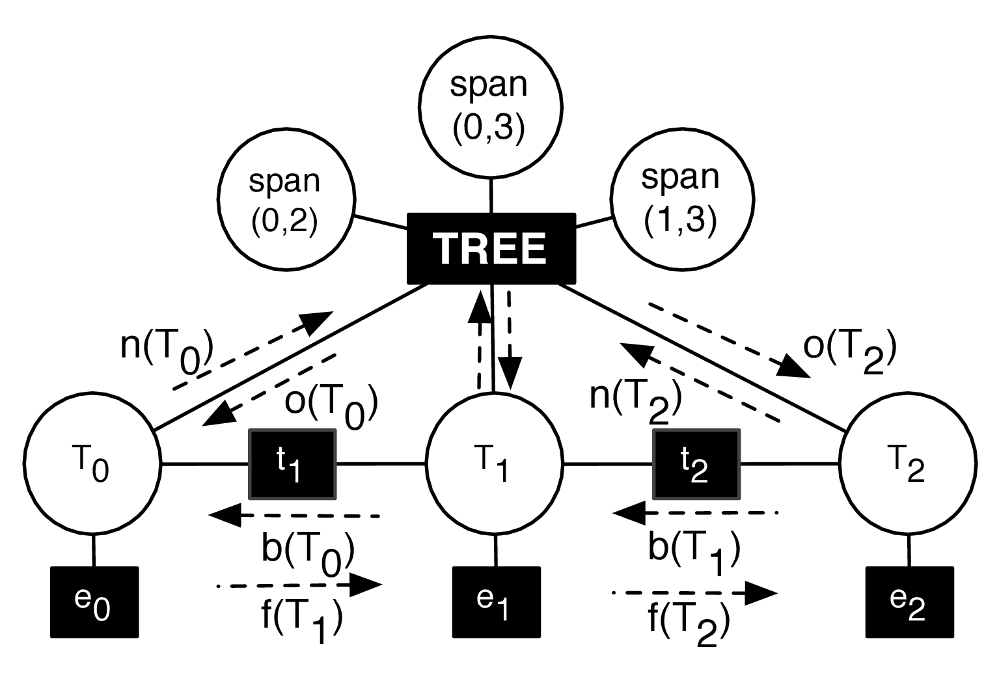 span
(0,3)
span
(0,2)
span
(1,3)
TREE
n(T0)
o(T2)
o(T0)
n(T2)
T0
t1
T1
t2
T2
b(T0)
b(T1)
e0
f(T1)
e1
f(T2)
e2